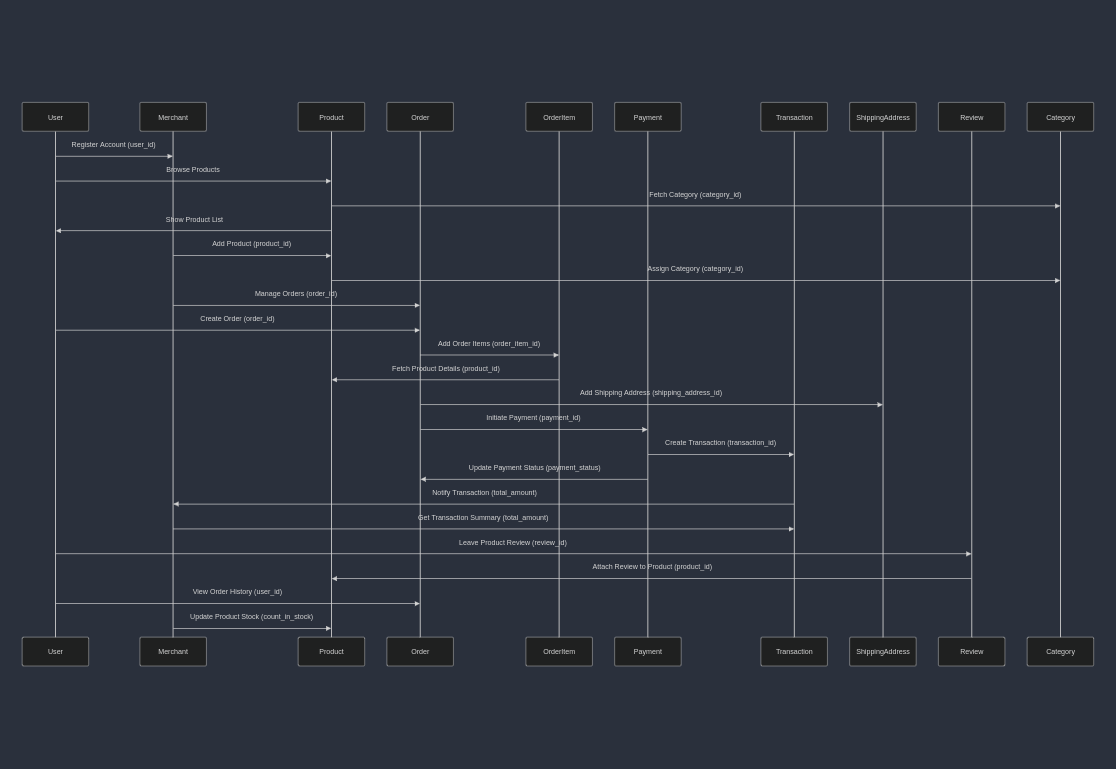 User
Merchant
Product
Order
OrderItem
Payment
Transaction
ShippingAddress
Review
Category
Register Account (user_id)
Browse Products
Fetch Category (category_id)
Show Product List
Add Product (product_id)
Assign Category (category_id)
Manage Orders (order_id)
Create Order (order_id)
Add Order Items (order_item_id)
Fetch Product Details (product_id)
Add Shipping Address (shipping_address_id)
Initiate Payment (payment_id)
Create Transaction (transaction_id)
Update Payment Status (payment_status)
Notify Transaction (total_amount)
Get Transaction Summary (total_amount)
Leave Product Review (review_id)
Attach Review to Product (product_id)
View Order History (user_id)
Update Product Stock (count_in_stock)
User
Merchant
Product
Order
OrderItem
Payment
Transaction
ShippingAddress
Review
Category